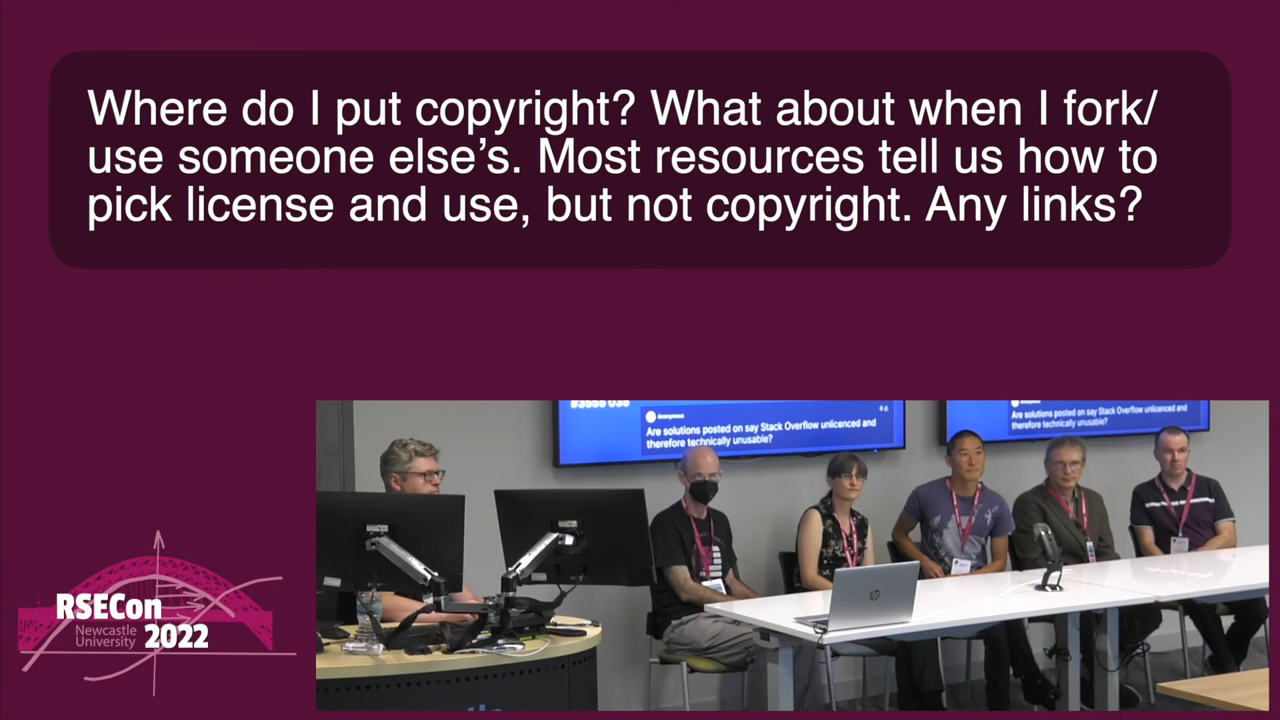 Where do I put copyright? What about when I fork/
use someone else's. Most resources tell us how to
pick license and use, but not copyright. Any links?
Anonymous
Are solutions posted on say Stack Overflow unlicenced and
therefore technically unusable?
Are solutions posted on say Stack Overflow unlicenced and
therefore technically unusable?
RSECon
Newcastle
University
2022
hp